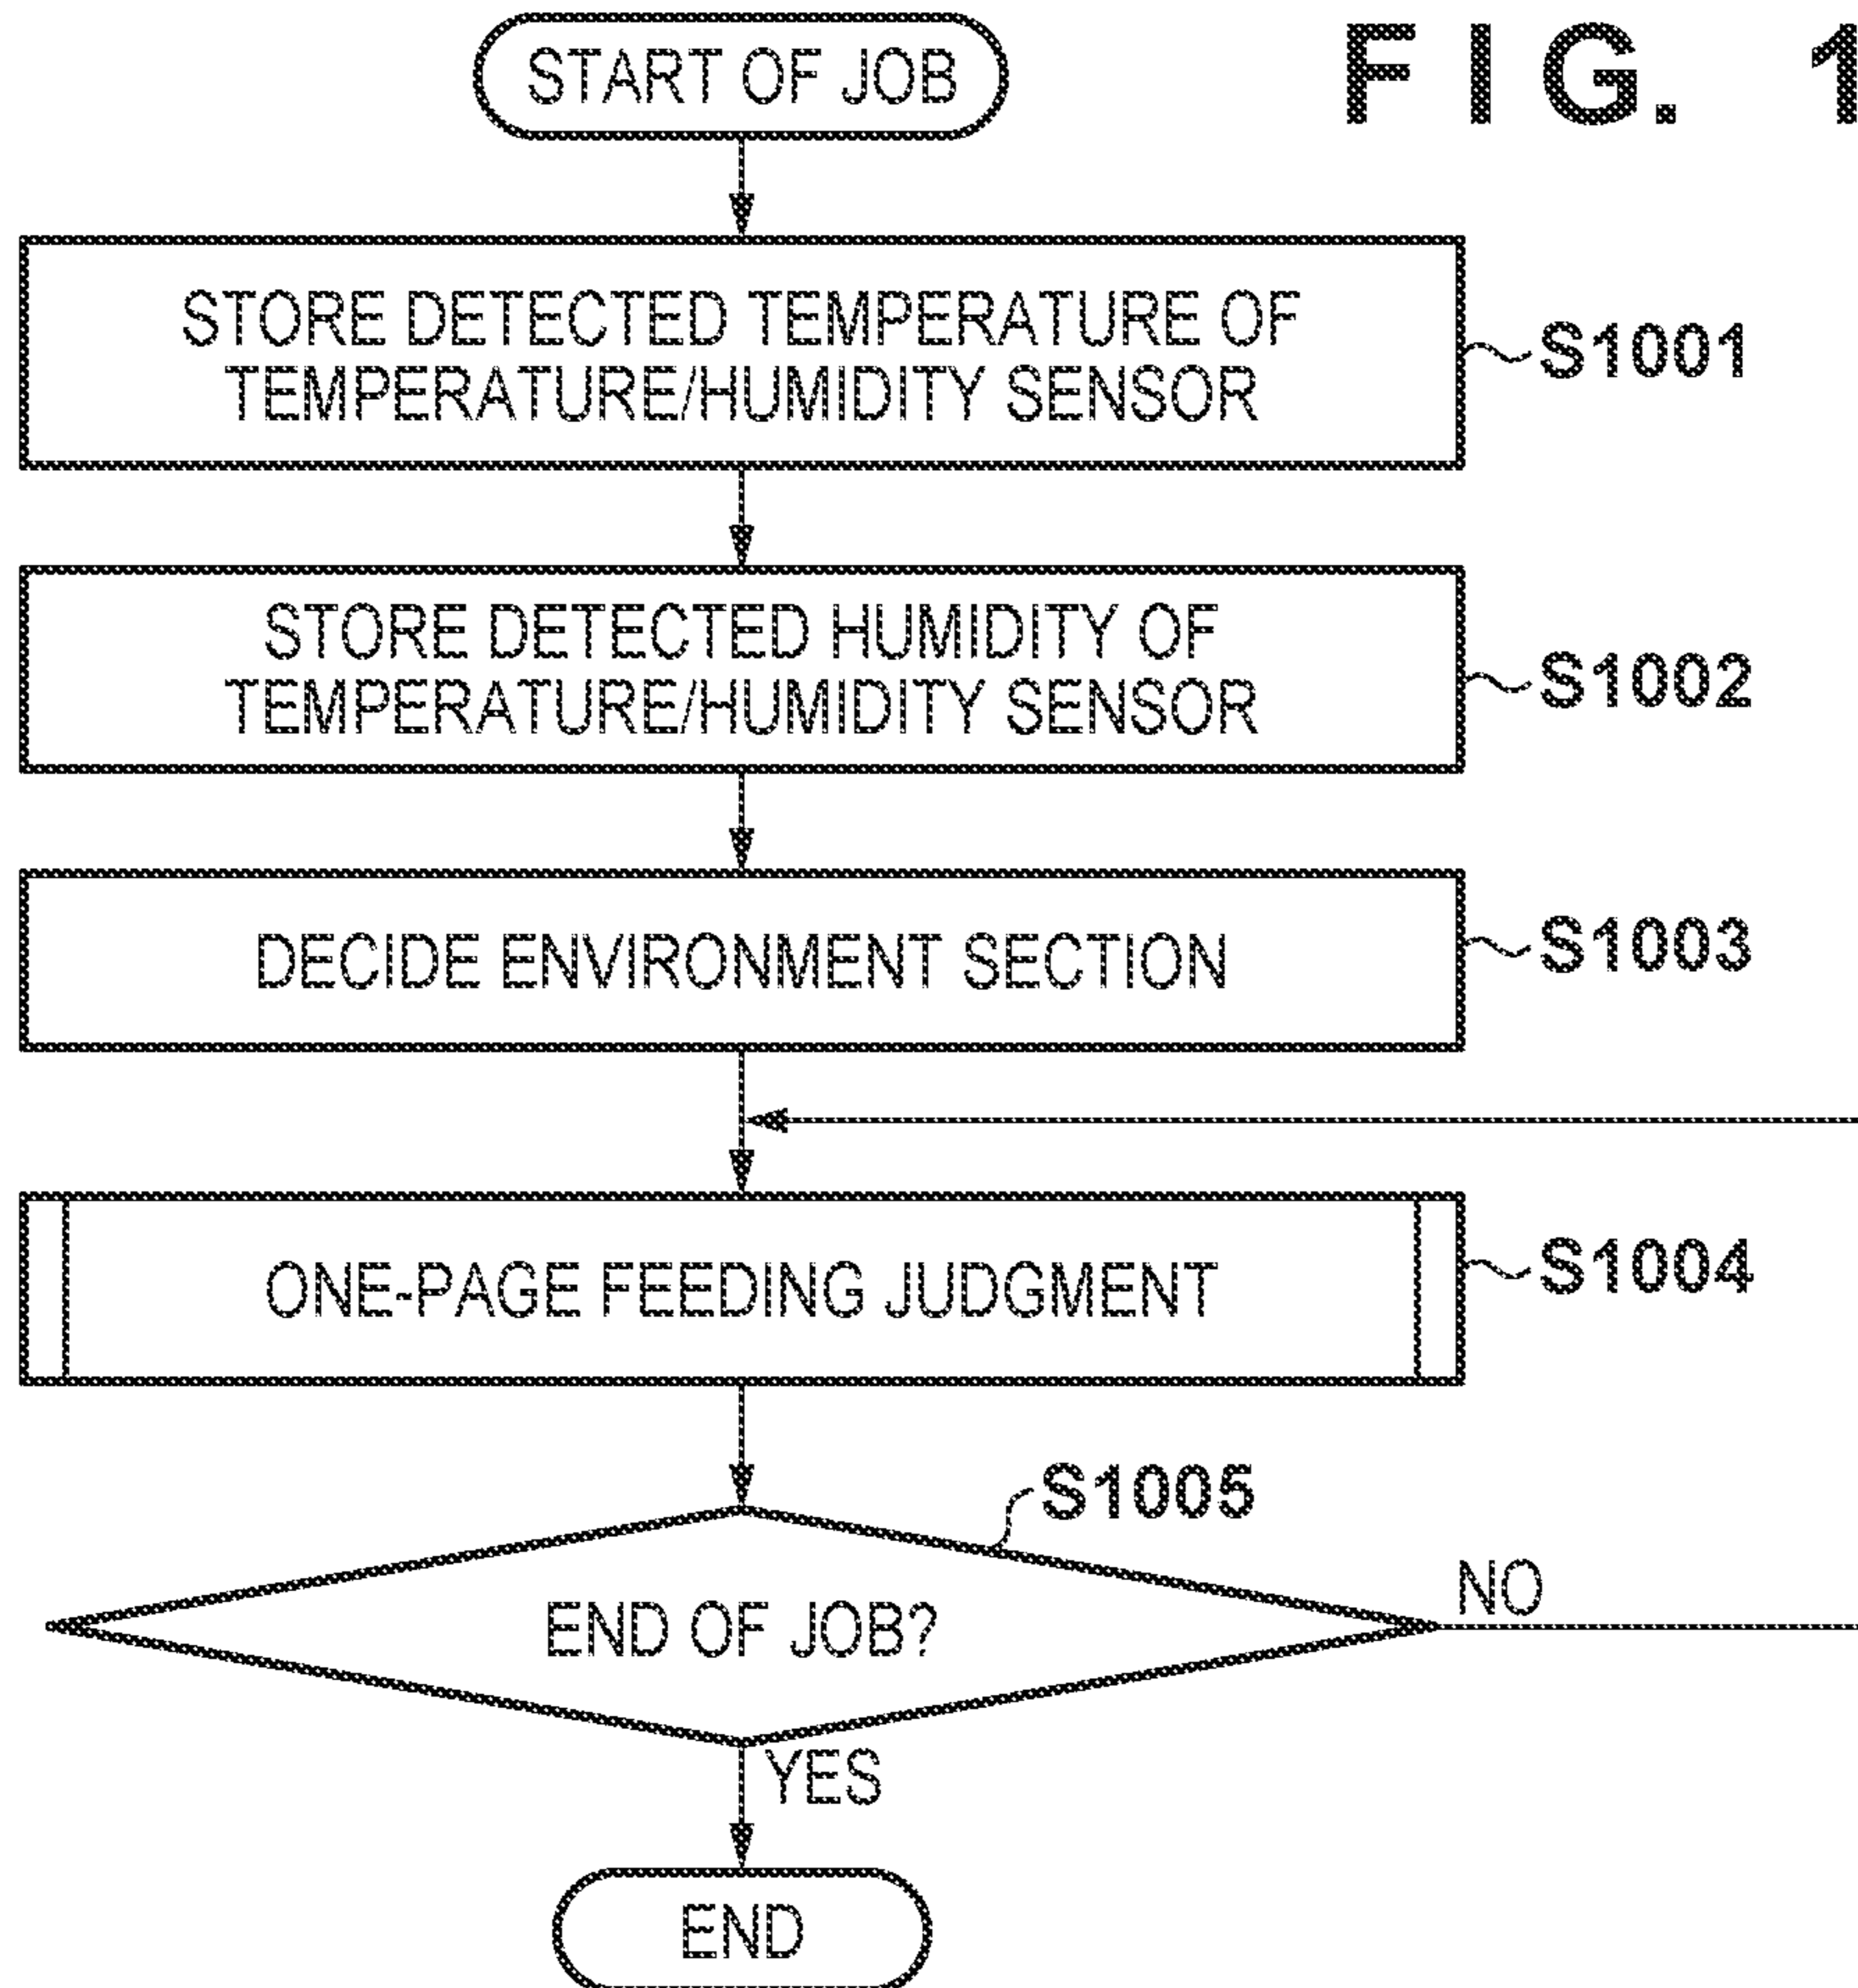 START OF JOB
FIG. 1
STORE DETECTED TEMPERATURE OF
TEMPERATURE/HUMIDITY SENSOR
S1001
STORE DETECTED HUMIDITY OF
TEMPERATURE/HUMIDITY SENSOR
S1002
DECIDE ENVIRONMENT SECTION
S1003
ONE-PAGE FEEDING JUDGMENT
S1004
S1005
END OF JOB?
NO
YES
END